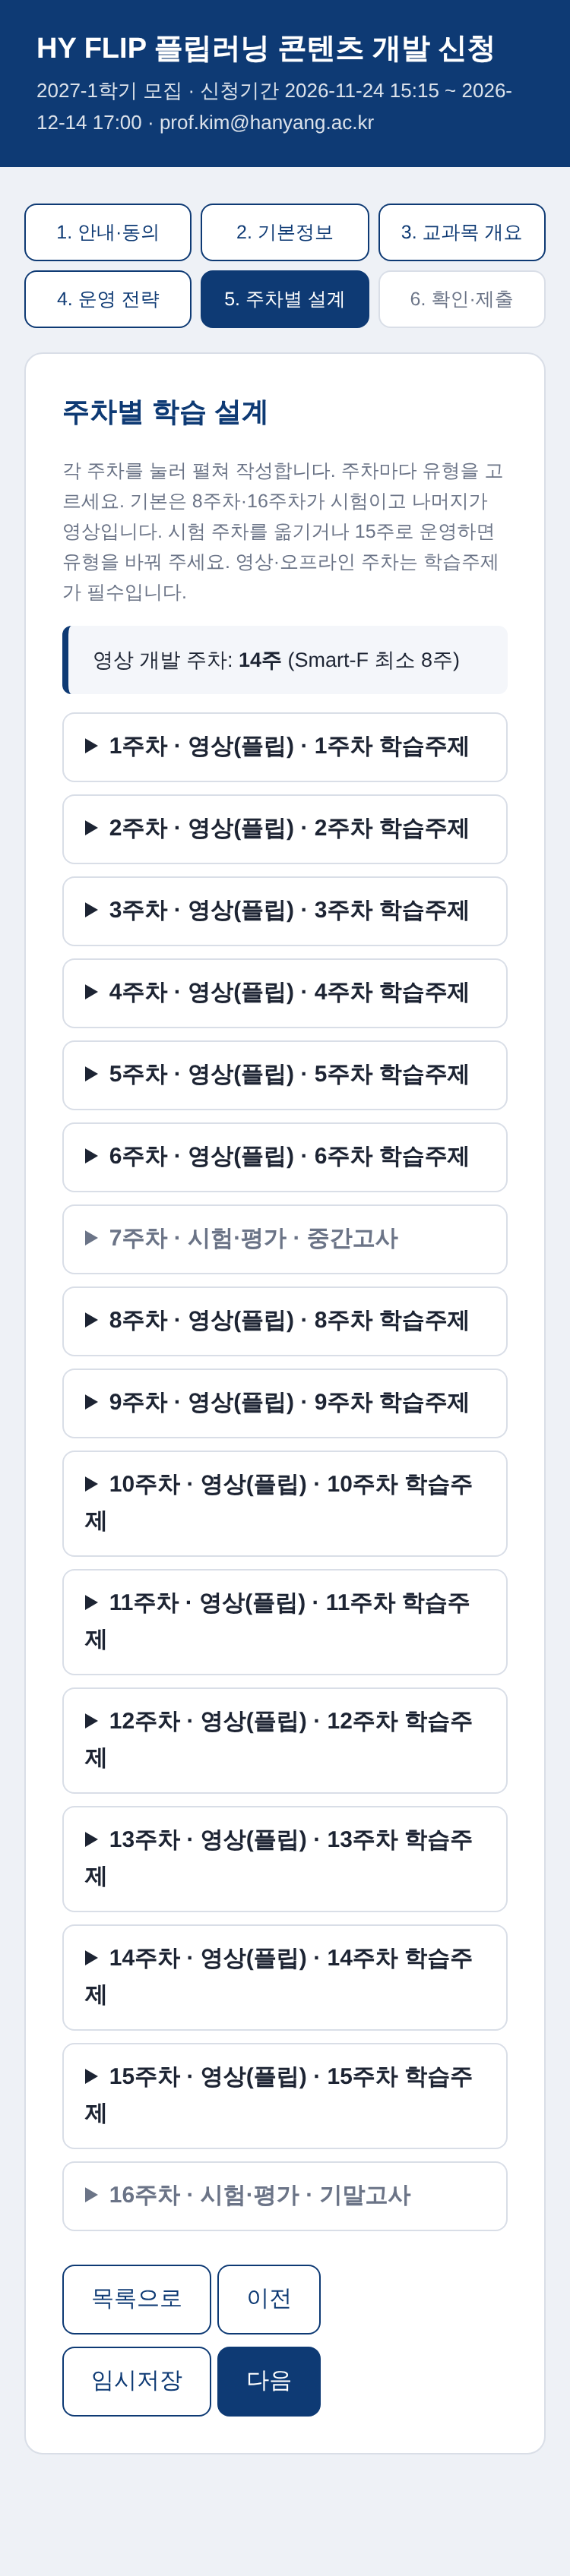 HY FLIP 플립러닝 콘텐츠 개발 신청
2027-1학기 모집 · 신청기간 2026-11-24 15:15 ~ 2026-
12-14 17:00 · prof.kim@hanyang.ac.kr
1. 안내·동의
2. 기본정보
3. 교과목 개요
4. 운영 전략
5. 주차별 설계
6. 확인·제출
주차별 학습 설계
각 주차를 눌러 펼쳐 작성합니다. 주차마다 유형을 고
르세요. 기본은 8주차·16주차가 시험이고 나머지가
영상입니다. 시험 주차를 옮기거나 15주로 운영하면
유형을 바꿔 주세요. 영상·오프라인 주차는 학습주제
가 필수입니다.
영상 개발 주차: 14주 (Smart-F 최소 8주)
▶ 1주차 · 영상(플립) · 1주차 학습주제
▶ 2주차 · 영상(플립) · 2주차 학습주제
▶ 3주차 · 영상(플립) · 3주차 학습주제
▶ 4주차 · 영상(플립) · 4주차 학습주제
▶ 5주차 · 영상(플립) · 5주차 학습주제
▶ 6주차 · 영상(플립) · 6주차 학습주제
▶ 7주차 · 시험·평가 · 중간고사
▶ 8주차 · 영상(플립) · 8주차 학습주제
▶ 9주차 · 영상(플립) · 9주차 학습주제
▶ 10주차 · 영상(플립) · 10주차 학습주
제
▶ 11주차 · 영상(플립) · 11주차 학습주
제
▶ 12주차 · 영상(플립) · 12주차 학습주
제
▶ 13주차 · 영상(플립) · 13주차 학습주
제
▶ 14주차 · 영상(플립) · 14주차 학습주
제
▶ 15주차 · 영상(플립) · 15주차 학습주
제
▶ 16주차 · 시험·평가 · 기말고사
목록으로
이전
임시저장
다음